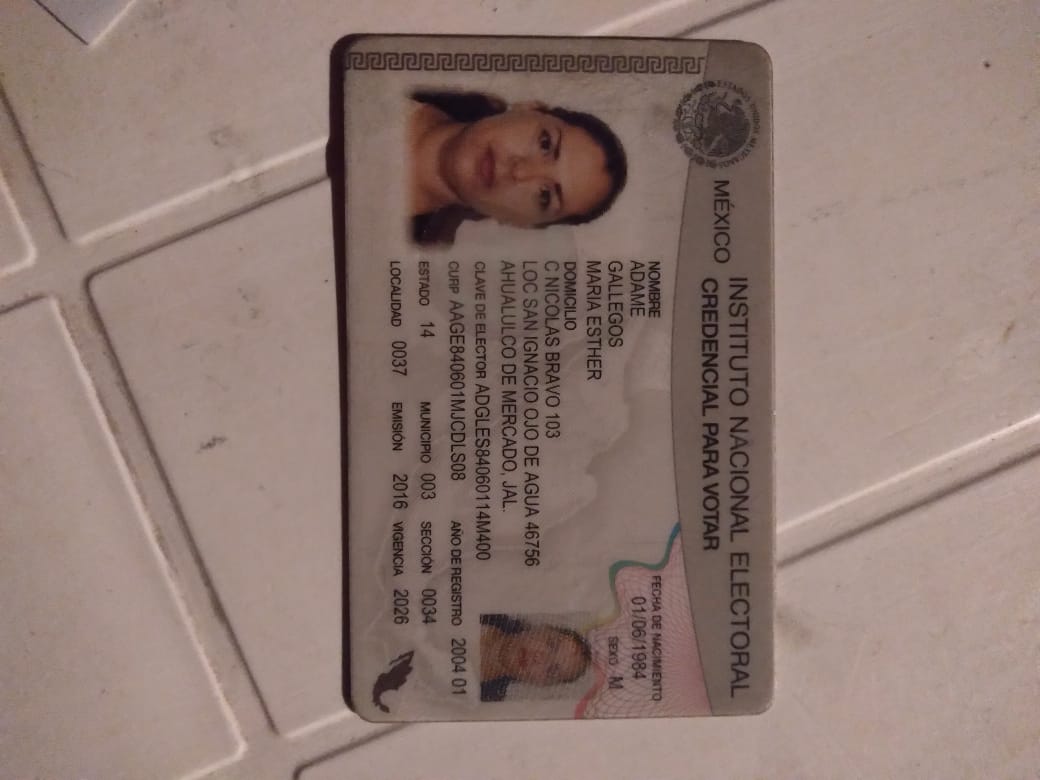 ESTADOS UNIDOS MEXICANOS
MÉXICO INSTITUTO NACIONAL ELECTORAL
CREDENCIAL PARA VOTAR
NOMBRE
ADAME
GALLEGOS
MARIA ESTHER
FECHA DE NACIMIENTO
01/06/1984
SEXO M
DOMICILIO
C NICOLAS BRAVO 103
LOC SAN IGNACIO OJO DE AGUA 46756
AHUALULCO DE MERCADO, JAL.
CLAVE DE ELECTOR ADGLES84060114M400
CURP AAGE840601MJCDLS08 AÑO DE REGISTRO 2004 01
ESTADO 14 MUNICIPIO 003 SECCIÓN 0034
LOCALIDAD 0037 EMISIÓN 2016 VIGENCIA 2026